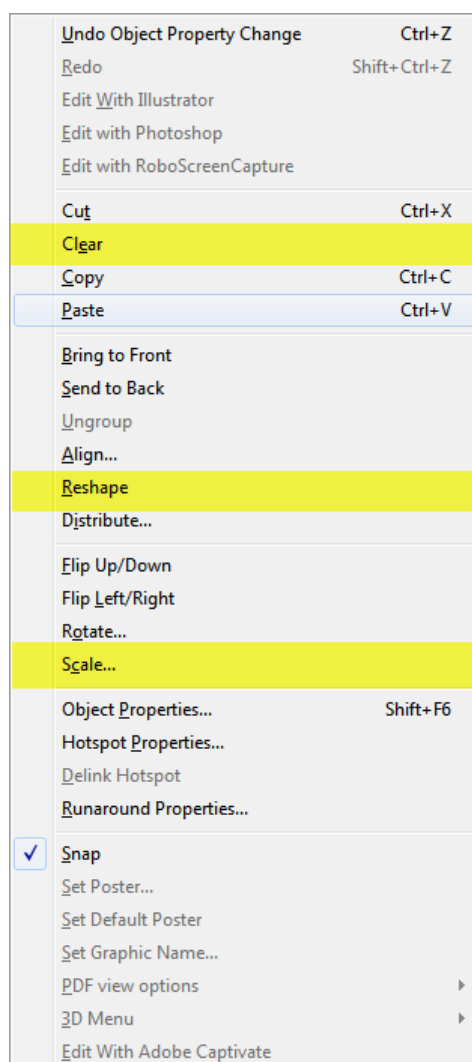 Undo Object Property Change Ctrl+Z
Redo Shift+Ctrl+Z
Edit With Illustrator
Edit with Photoshop
Edit with RoboScreenCapture
Cut Ctrl+X
Clear
Copy Ctrl+C
Paste Ctrl+V
Bring to Front
Send to Back
Ungroup
Align...
Reshape
Distribute...
Flip Up/Down
Flip Left/Right
Rotate...
Scale...
Object Properties... Shift+F6
Hotspot Properties...
Delink Hotspot
Runaround Properties...
Snap
Set Poster...
Set Default Poster
Set Graphic Name...
PDF view options
3D Menu
Edit With Adobe Captivate